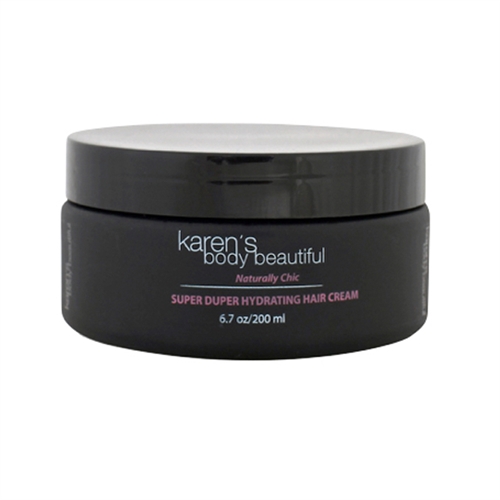 karen's
body beautiful
Naturally Chic
SUPER DUPER HYDRATING HAIR CREAM
6.7 oz/200 ml